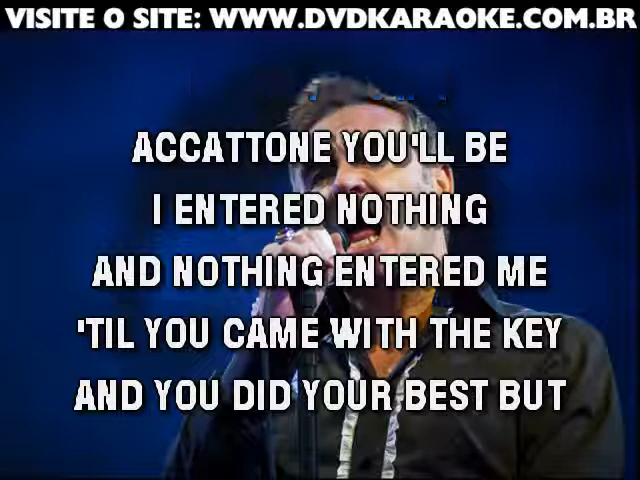 VISITE O SITE: WWW.DVDKARAOKE.COM.BR
ACCATTONE YOU'LL BE
I ENTERED NOTHING
AND NOTHING ENTERED ME
'TIL YOU CAME WITH THE KEY
AND YOU DID YOUR BEST BUT